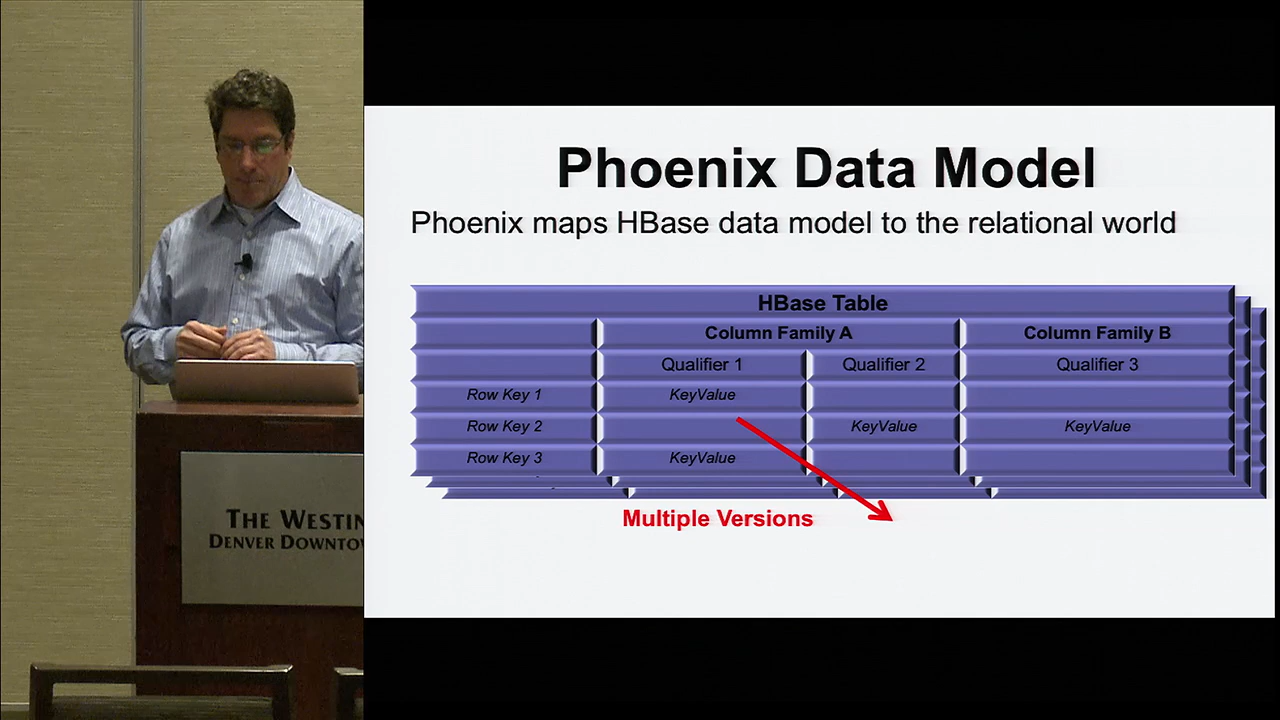 THE WESTIN
DENVER DOWNTO
Phoenix Data Model
Phoenix maps HBase data model to the relational world
HBase Table
Column Family A Column Family B
Qualifier 1 Qualifier 2 Qualifier 3
Row Key 1 KeyValue
Row Key 2 KeyValue KeyValue
Row Key 3 KeyValue
Multiple Versions